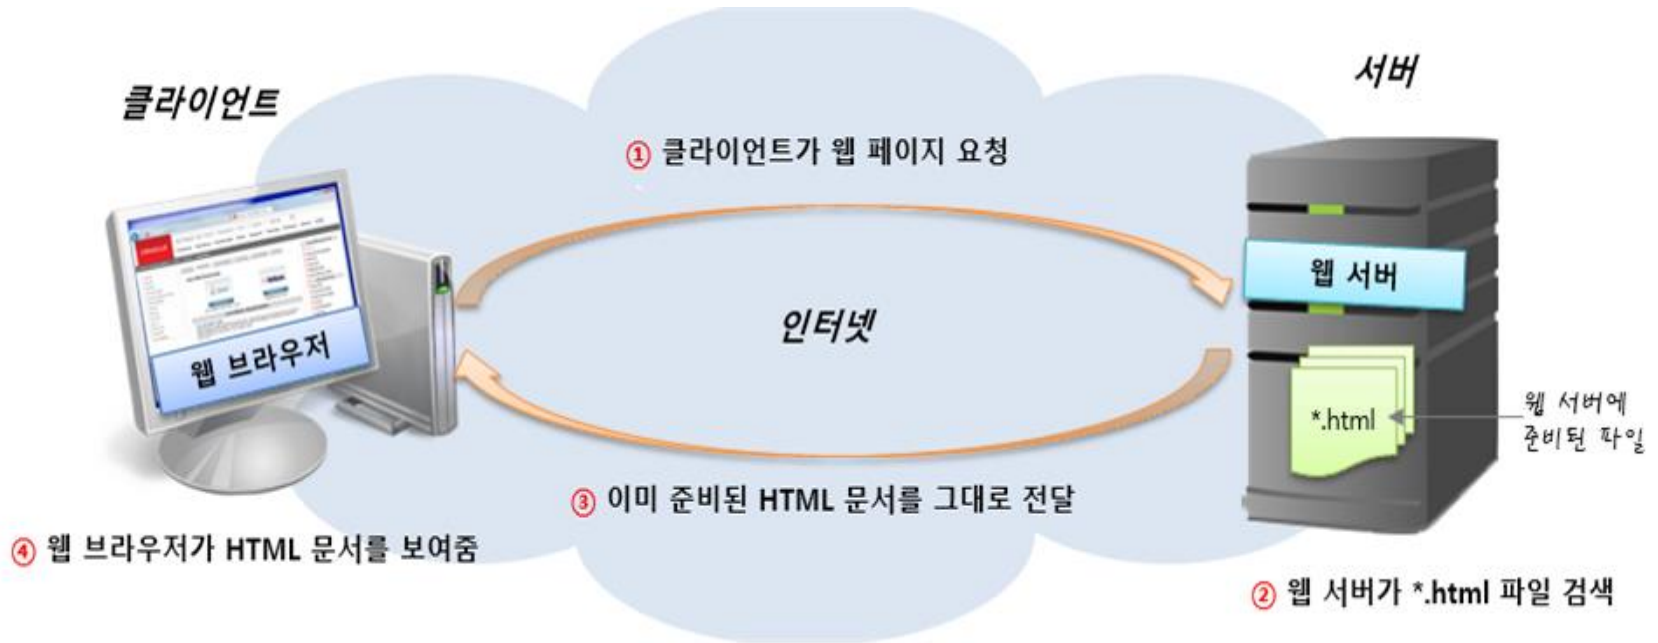 클라이언트
서버
① 클라이언트가 웹 페이지 요청
웹 서버
인터넷
웹 브라우저
*.html
웹 서버에
준비된 파일
③ 이미 준비된 HTML 문서를 그대로 전달
④ 웹 브라우저가 HTML 문서를 보여줌
② 웹 서버가 *.html 파일 검색